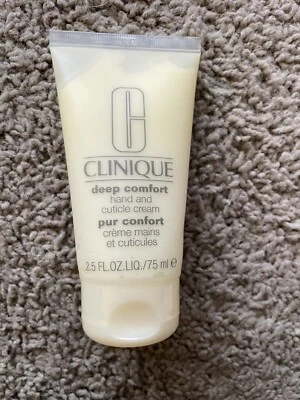 C
CLINIQUE
deep comfort
hand and
cuticle cream
pur confort
crème mains
et cuticules
2.5 FL.OZ.LIQ./75 ml ℮